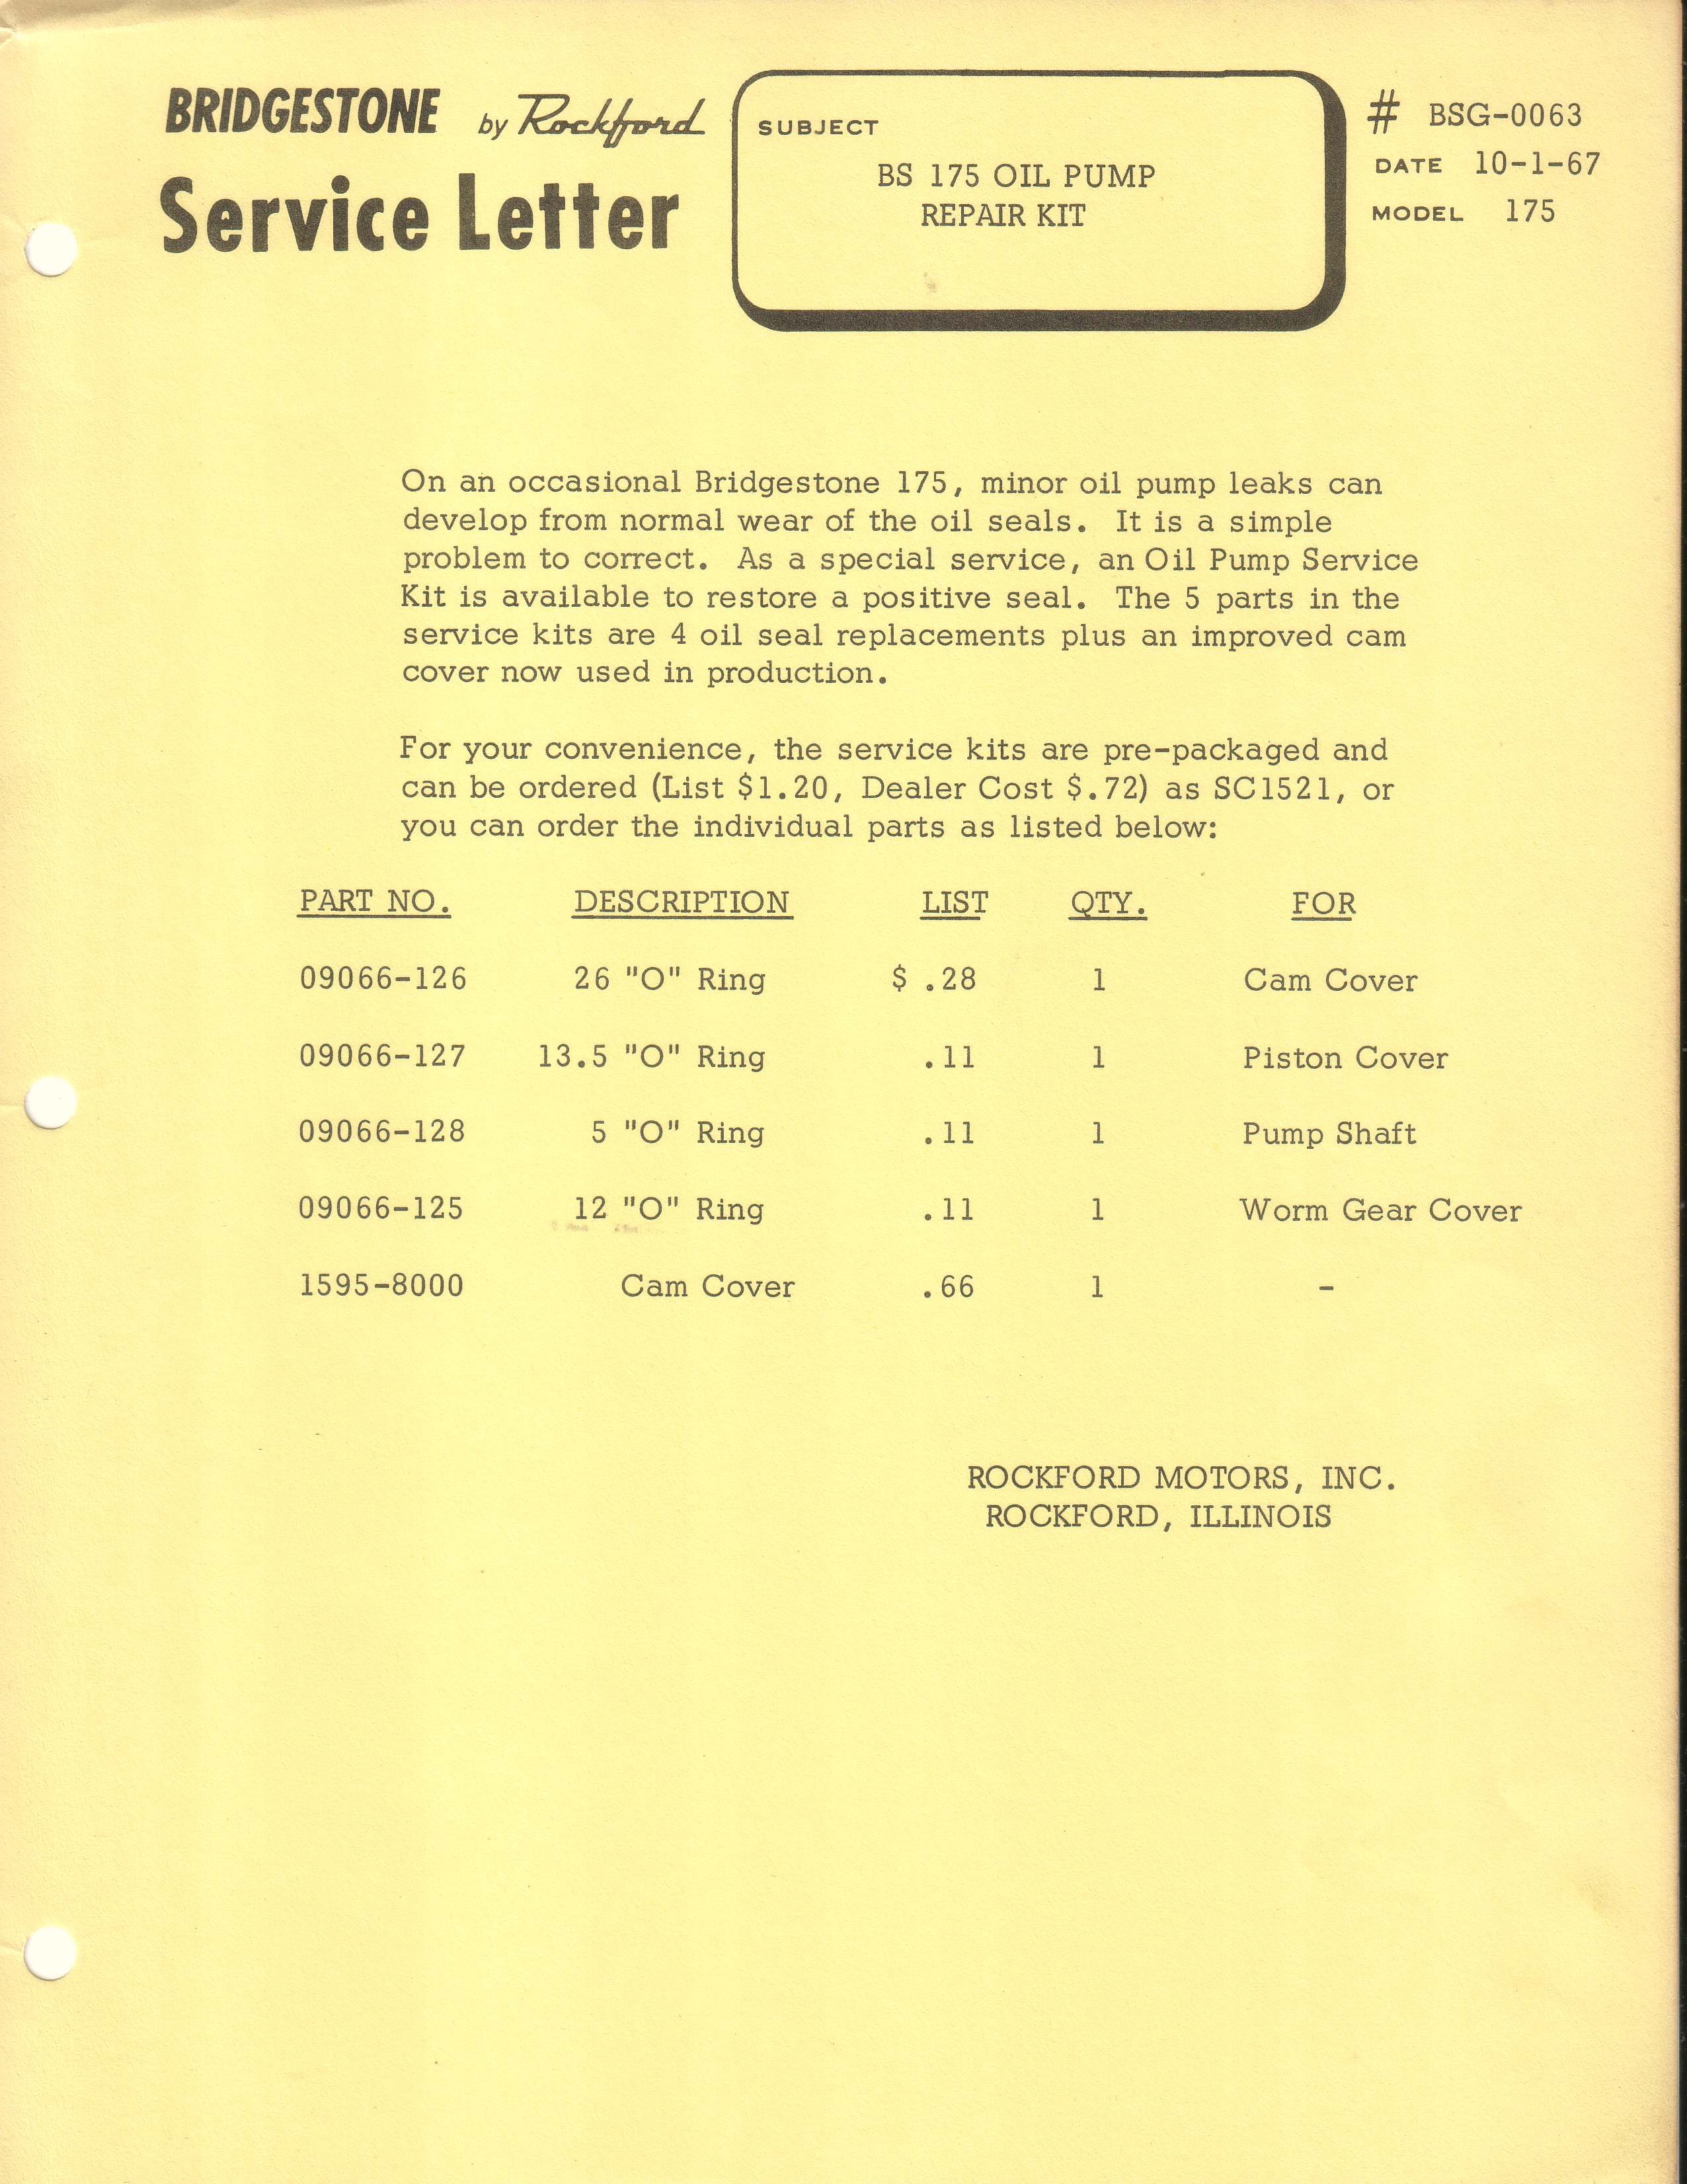 BRIDGESTONE by Rockford
Service Letter
SUBJECT
BS 175 OIL PUMP
REPAIR KIT
# BSG-0063
DATE 10-1-67
MODEL 175
On an occasional Bridgestone 175, minor oil pump leaks can
develop from normal wear of the oil seals. It is a simple
problem to correct. As a special service, an Oil Pump Service
Kit is available to restore a positive seal. The 5 parts in the
service kits are 4 oil seal replacements plus an improved cam
cover now used in production.
For your convenience, the service kits are pre-packaged and
can be ordered (List $1.20, Dealer Cost $.72) as SC1521, or
you can order the individual parts as listed below:
PART NO. DESCRIPTION LIST QTY. FOR
09066-126 26 "O" Ring $ .28 1 Cam Cover
09066-127 13.5 "O" Ring .11 1 Piston Cover
09066-128 5 "O" Ring .11 1 Pump Shaft
09066-125 12 "O" Ring .11 1 Worm Gear Cover
1595-8000 Cam Cover .66 1 -
ROCKFORD MOTORS, INC.
ROCKFORD, ILLINOIS